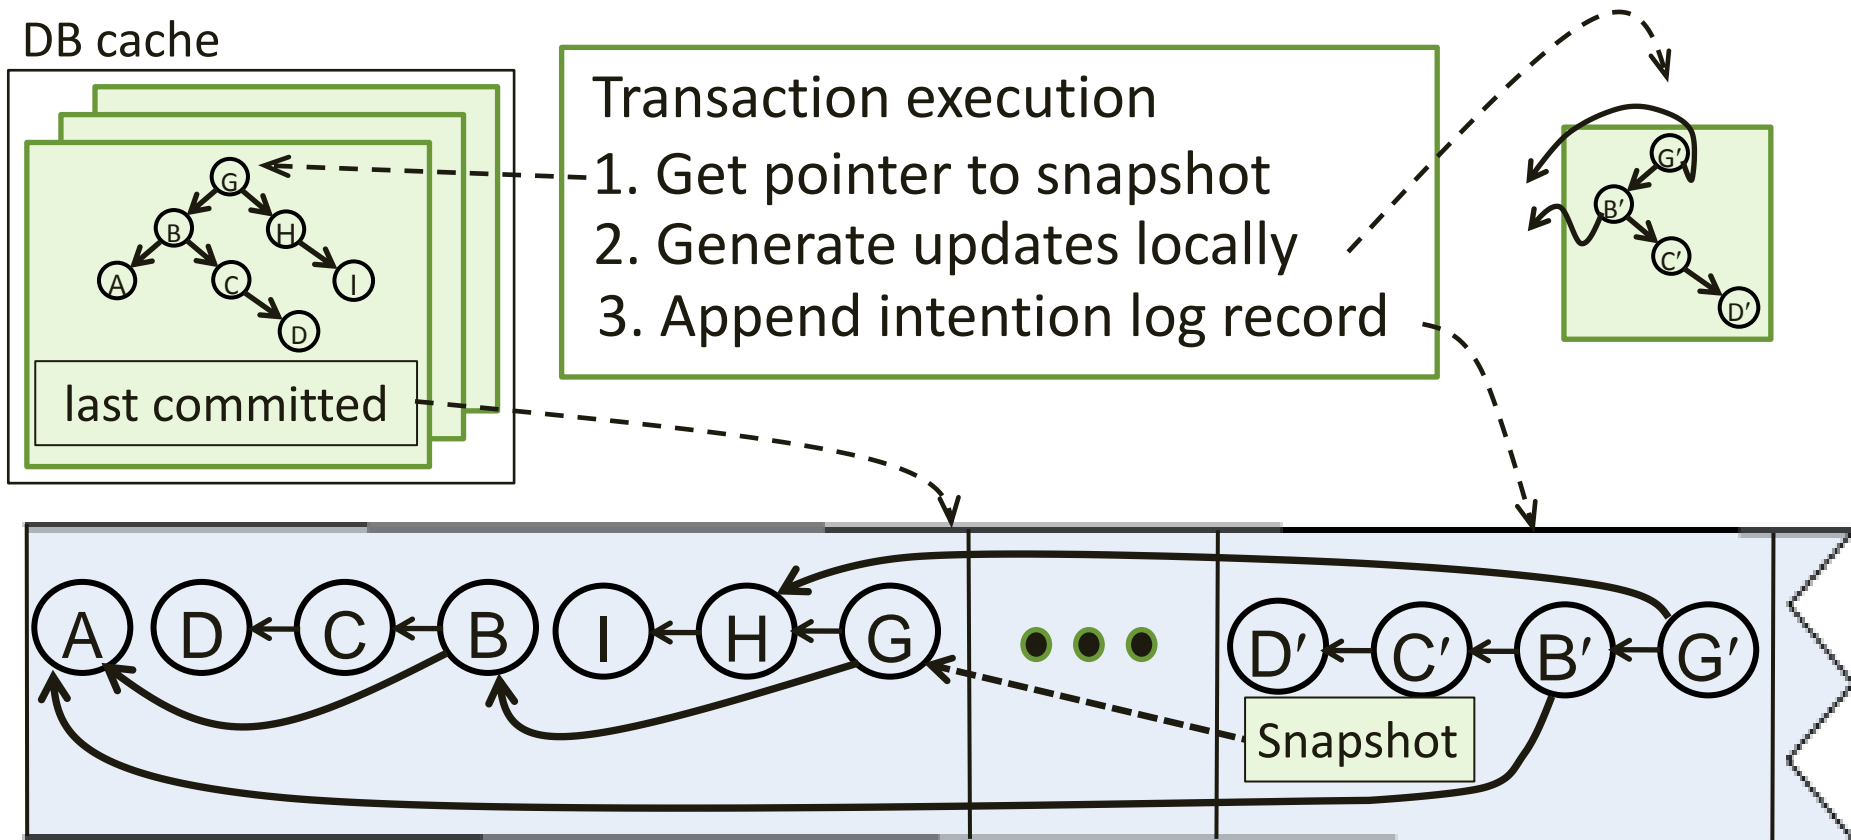 DB cache
G
B
H
A
C
I
D
last committed
Transaction execution
1. Get pointer to snapshot
2. Generate updates locally
3. Append intention log record
G′
B′
C′
D′
A D C B I H G D′ C′ B′ G′
Snapshot